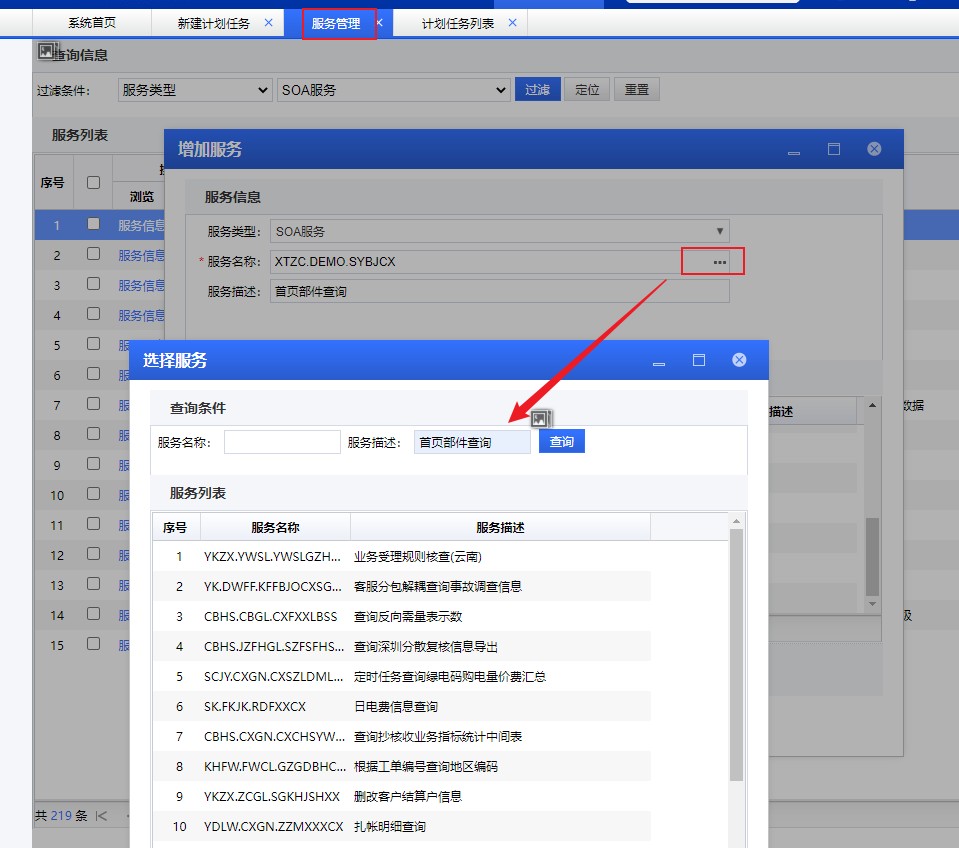 系统首页 新建计划任务 × 服务管理 × 计划任务列表 ×
查询信息
过滤条件: 服务类型 SOA服务 过滤 定位 重置
服务列表
增加服务
序号
浏览
服务信息
服务类型: SOA服务
* 服务名称: XTZC.DEMO.SYBJCX ...
服务描述: 首页部件查询
1 服务信息
2 服务信息
3 服务信息
4 服务信息
5 服
6 服
7 服
8 服
9 服
10 服
11 服
12 服
13 服
14 服
15 服
描述
数据
级
选择服务
查询条件
服务名称: 服务描述: 首页部件查询 查询
服务列表
序号 服务名称 服务描述
1 YKZX.YWSL.YWSLGZH... 业务受理规则核查(云南)
2 YK.DWFF.KFFBJOCXSG... 客服分包解耦查询事故调查信息
3 CBHS.CBGL.CXFXXLBSS 查询反向需量表示数
4 CBHS.JZFHGL.SZFSFHS... 查询深圳分散复核信息导出
5 SCJY.CXGN.CXSZLDML... 定时任务查询绿电码购电量价费汇总
6 SK.FKJK.RDFXXCX 日电费信息查询
7 CBHS.CXGN.CXCHSYW... 查询抄核收业务指标统计中间表
8 KHFW.FWCL.GZGDBHC... 根据工单编号查询地区编码
9 YKZX.ZCGL.SGKHJSHXX 删改客户结算户信息
10 YDLW.CXGN.ZZMXXXCX 扎帐明细查询
共 219 条